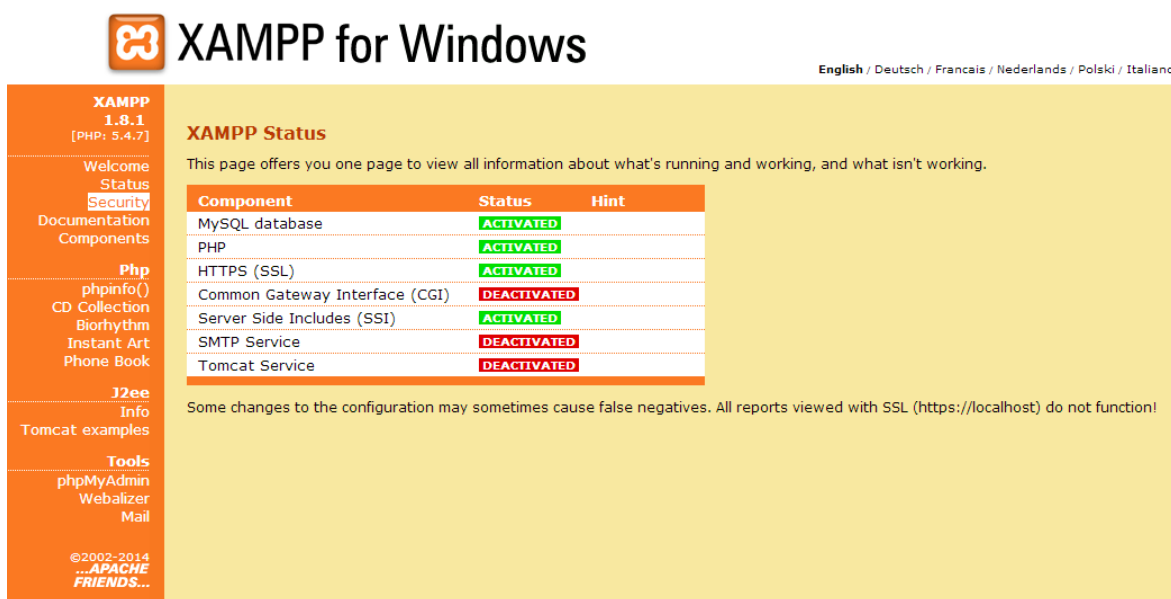 XAMPP for Windows
English / Deutsch / Francais / Nederlands / Polski / Italiano
XAMPP
1.8.1
[PHP: 5.4.7]
Welcome
Status
Security
Documentation
Components
Php
phpinfo()
CD Collection
Biorhythm
Instant Art
Phone Book
J2ee
Info
Tomcat examples
Tools
phpMyAdmin
Webalizer
Mail
©2002-2014
...APACHE
FRIENDS...
XAMPP Status
This page offers you one page to view all information about what's running and working, and what isn't working.
Component Status Hint
MySQL database ACTIVATED
PHP ACTIVATED
HTTPS (SSL) ACTIVATED
Common Gateway Interface (CGI) DEACTIVATED
Server Side Includes (SSI) ACTIVATED
SMTP Service DEACTIVATED
Tomcat Service DEACTIVATED
Some changes to the configuration may sometimes cause false negatives. All reports viewed with SSL (https://localhost) do not function!